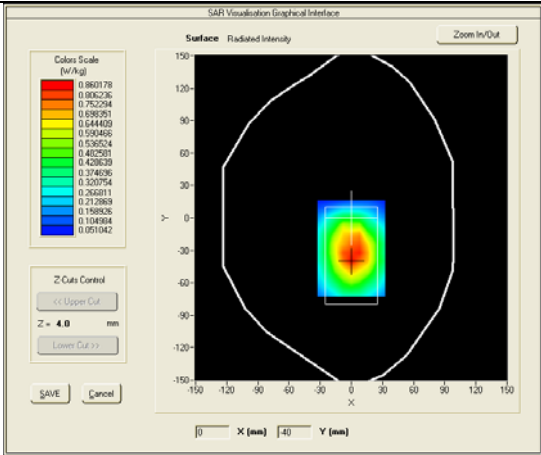 SAR Visualisation Graphical Interface
Surface Radiated Intensity
Zoom In/Out
Colors Scale
(W/kg)
0.860178
0.806236
0.752294
0.698351
0.644409
0.590466
0.536524
0.482581
0.428639
0.374696
0.320754
0.266811
0.212869
0.158926
0.104984
0.051042
Z-Cuts Control
<< Upper Cut
Z = 4.0 mm
Lower Cut >>
SAVE Cancel
150-
120-
90-
60-
30-
0-
-30-
-60-
-90-
-120-
-150-
Y
-150 -120 -90 -60 -30 0 30 60 90 120 150
X
0 X (mm) -40 Y (mm)